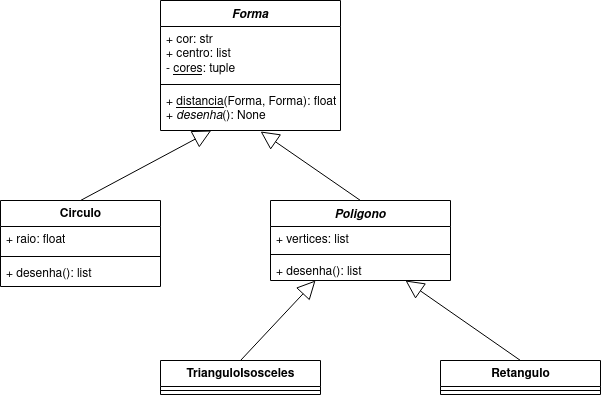 Forma
+ cor: str
+ centro: list
- cores: tuple
+ distancia(Forma, Forma): float
+ desenha(): None
Circulo
+ raio: float
+ desenha(): list
Poligono
+ vertices: list
+ desenha(): list
TrianguloIsosceles
Retangulo